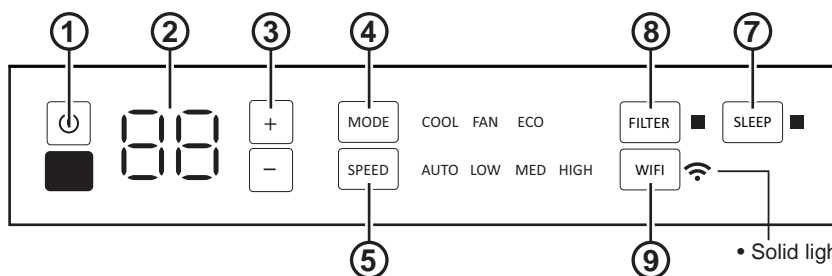 1 2 3 4 8 7
88 + MODE COOL FAN ECO FILTER SLEEP
− SPEED AUTO LOW MED HIGH WIFI
5 9
• Solid